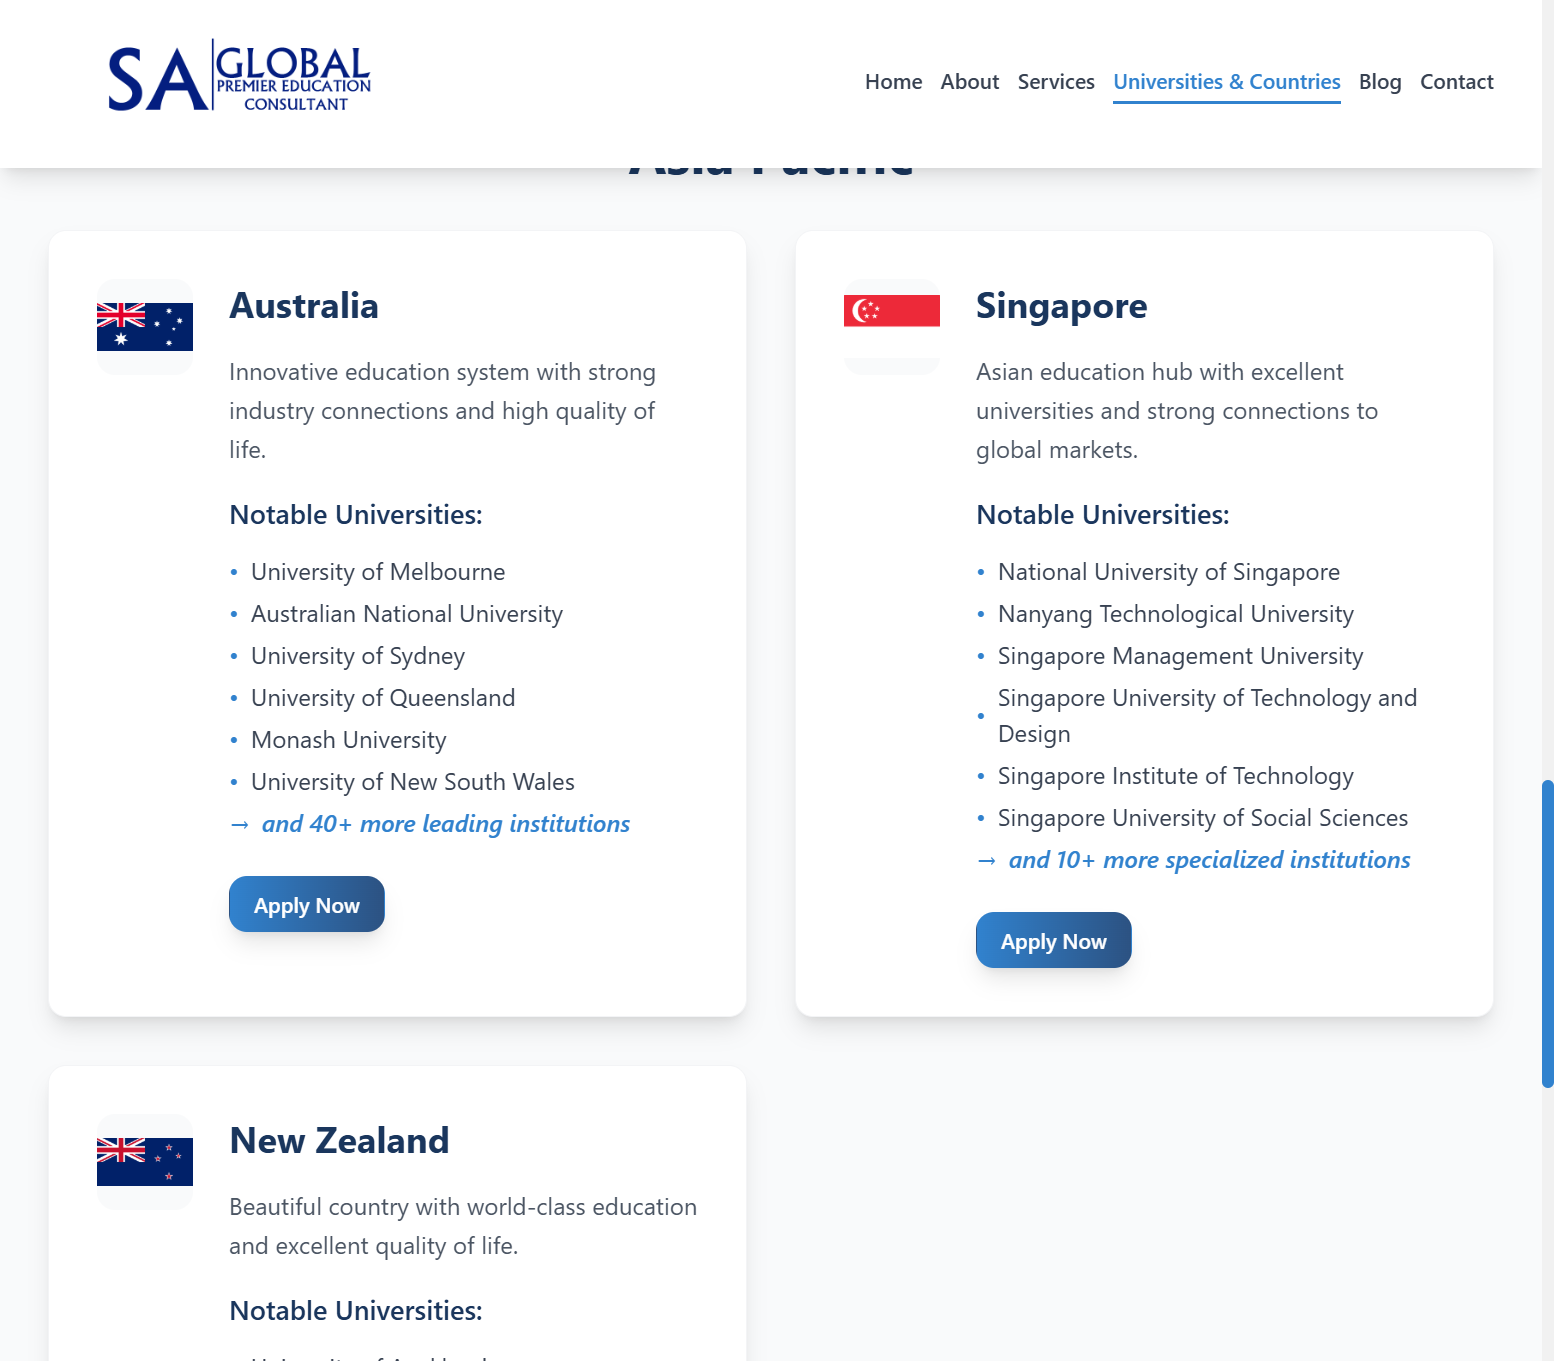 SA GLOBAL
PREMIER EDUCATION
CONSULTANT
Home About Services Universities & Countries Blog Contact
Australia
Innovative education system with strong
industry connections and high quality of
life.
Notable Universities:
• University of Melbourne
• Australian National University
• University of Sydney
• University of Queensland
• Monash University
• University of New South Wales
→ and 40+ more leading institutions
Apply Now
Singapore
Asian education hub with excellent
universities and strong connections to
global markets.
Notable Universities:
• National University of Singapore
• Nanyang Technological University
• Singapore Management University
• Singapore University of Technology and
Design
• Singapore Institute of Technology
• Singapore University of Social Sciences
→ and 10+ more specialized institutions
Apply Now
New Zealand
Beautiful country with world-class education
and excellent quality of life.
Notable Universities: